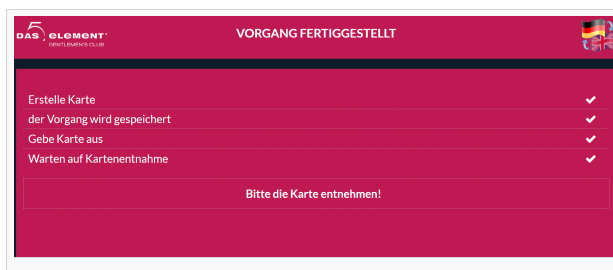 DAS 5. ELEMENT
GENTLEMEN'S CLUB
VORGANG FERTIGGESTELLT
Erstelle Karte
der Vorgang wird gespeichert
Gebe Karte aus
Warten auf Kartenentnahme
Bitte die Karte entnehmen!